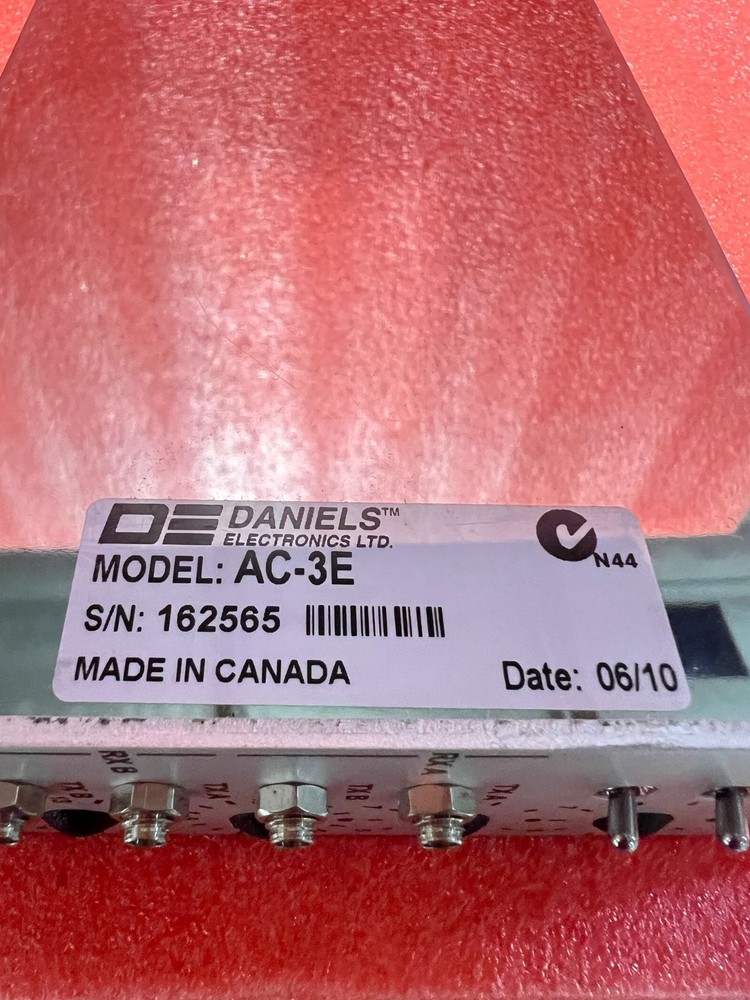 DE DANIELS™
ELECTRONICS LTD.
N44
MODEL: AC-3E
S/N: 162565
MADE IN CANADA
Date: 06/10
RX B
RX A
TX B
TX A
TX B
TX A